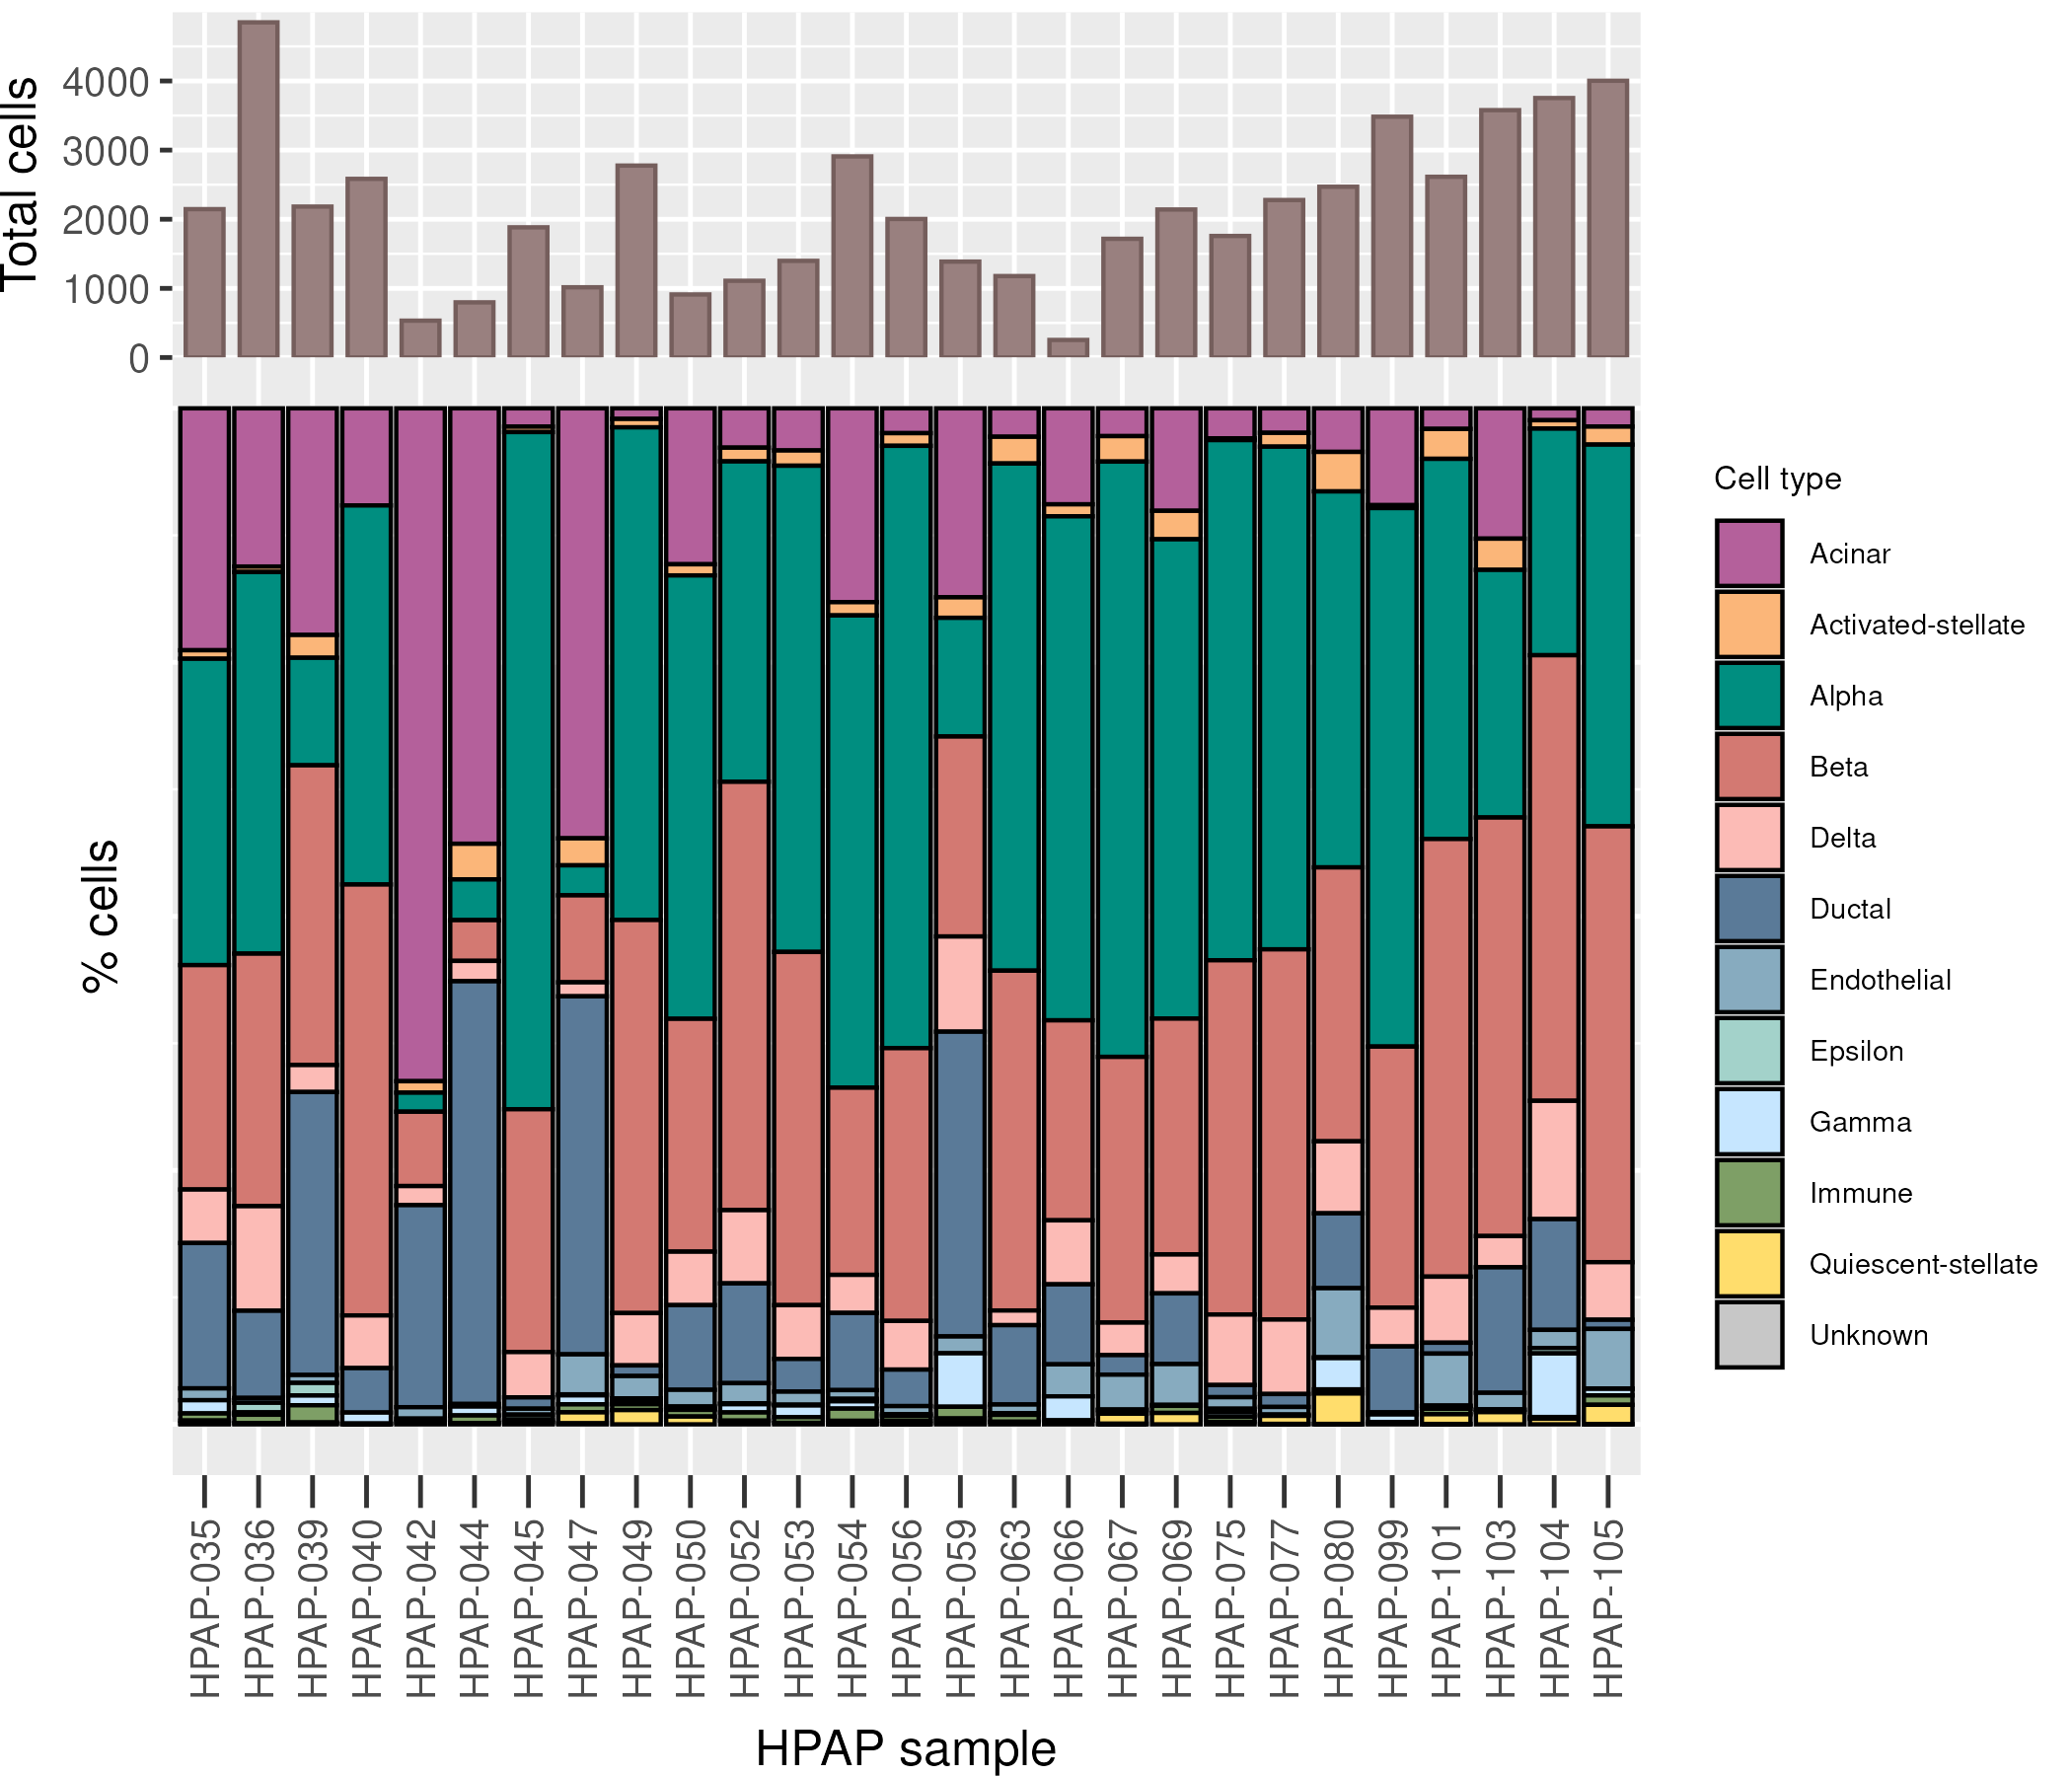 Total cells
4000
3000
2000
1000
0
% cells
Cell type
Acinar
Activated-stellate
Alpha
Beta
Delta
Ductal
Endothelial
Epsilon
Gamma
Immune
Quiescent-stellate
Unknown
HPAP-035
HPAP-036
HPAP-039
HPAP-040
HPAP-042
HPAP-044
HPAP-045
HPAP-047
HPAP-049
HPAP-050
HPAP-052
HPAP-053
HPAP-054
HPAP-056
HPAP-059
HPAP-063
HPAP-066
HPAP-067
HPAP-069
HPAP-075
HPAP-077
HPAP-080
HPAP-099
HPAP-101
HPAP-103
HPAP-104
HPAP-105
HPAP sample